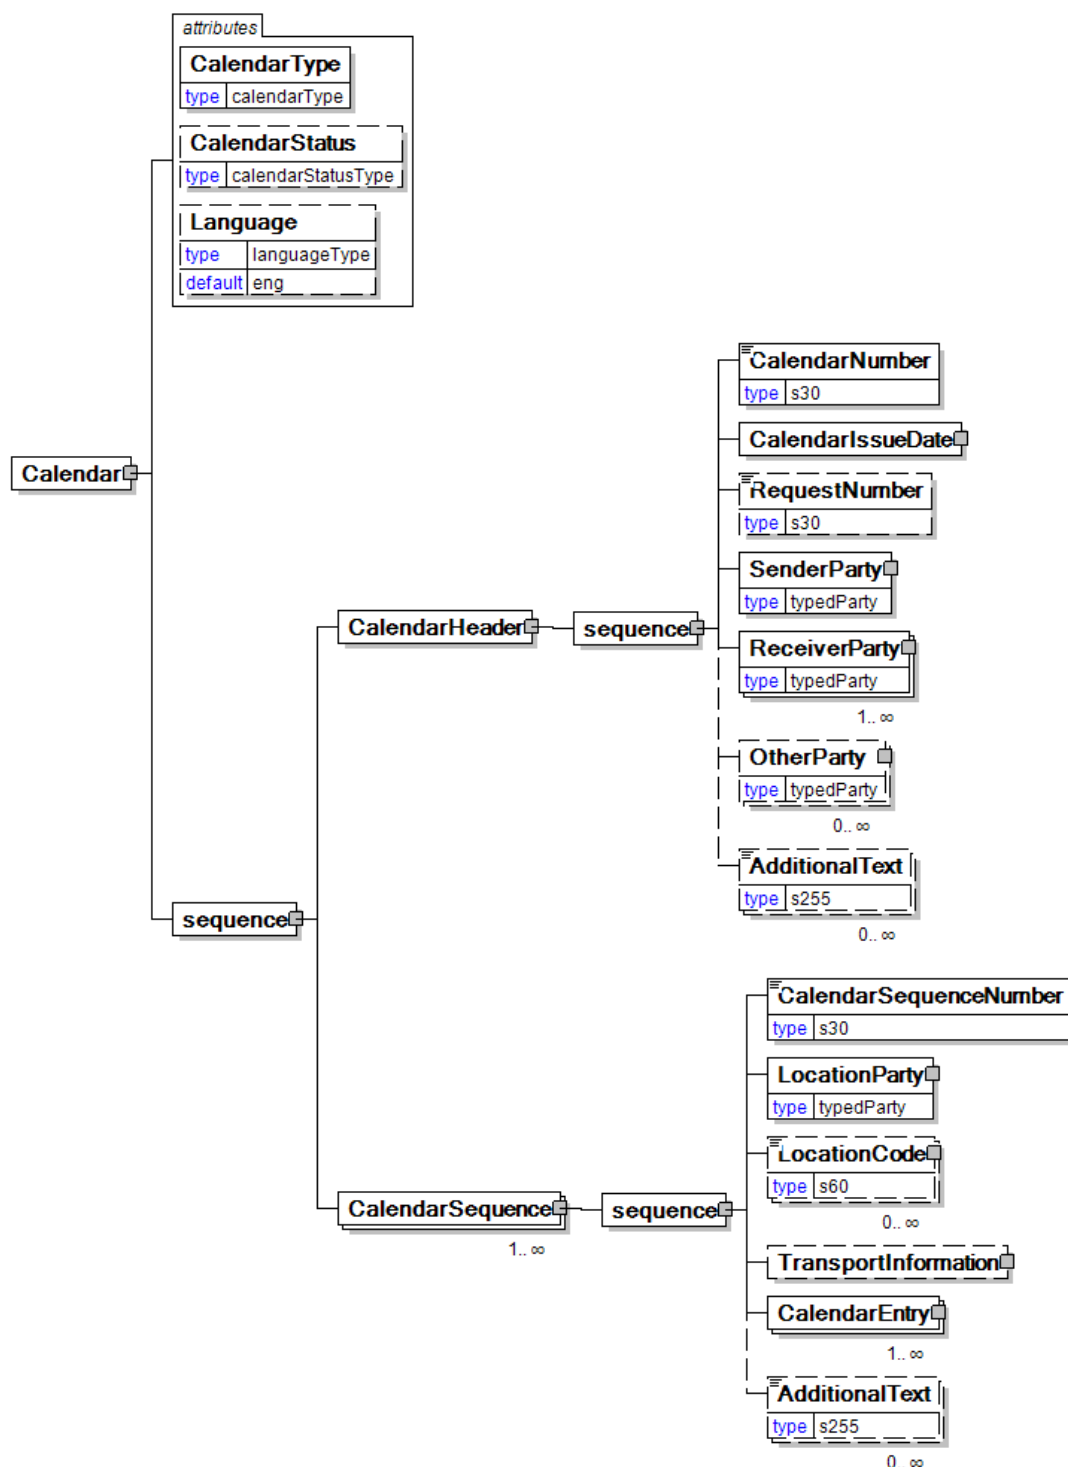 attributes
CalendarType
type calendarType
CalendarStatus
type calendarStatusType
Language
type languageType
default eng
Calendar
sequence
CalendarHeader
sequence
CalendarNumber
type s30
CalendarIssueDate
RequestNumber
type s30
SenderParty
type typedParty
ReceiverParty
type typedParty
1.. ∞
OtherParty
type typedParty
0.. ∞
AdditionalText
type s255
0.. ∞
CalendarSequence
1.. ∞
sequence
CalendarSequenceNumber
type s30
LocationParty
type typedParty
LocationCode
type s60
0.. ∞
TransportInformation
CalendarEntry
1.. ∞
AdditionalText
type s255
0.. ∞